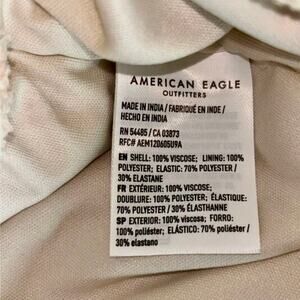 AMERICAN EAGLE
OUTFITTERS
MADE IN INDIA / FABRIQUÉ EN INDE /
HECHO EN INDIA
RN 54485 / CA 03873
RFC# AEM120605U9A
EN SHELL: 100% VISCOSE; LINING: 100%
POLYESTER; ELASTIC: 70% POLYESTER /
30% ELASTANE
FR EXTÉRIEUR: 100% VISCOSE;
DOUBLURE: 100% POLYESTER; ÉLASTIQUE:
70% POLYESTER / 30% ÉLASTHANNE
SP EXTERIOR: 100% viscosa; FORRO:
100% poliéster; ELÁSTICO: 70% poliéster /
30% elastano